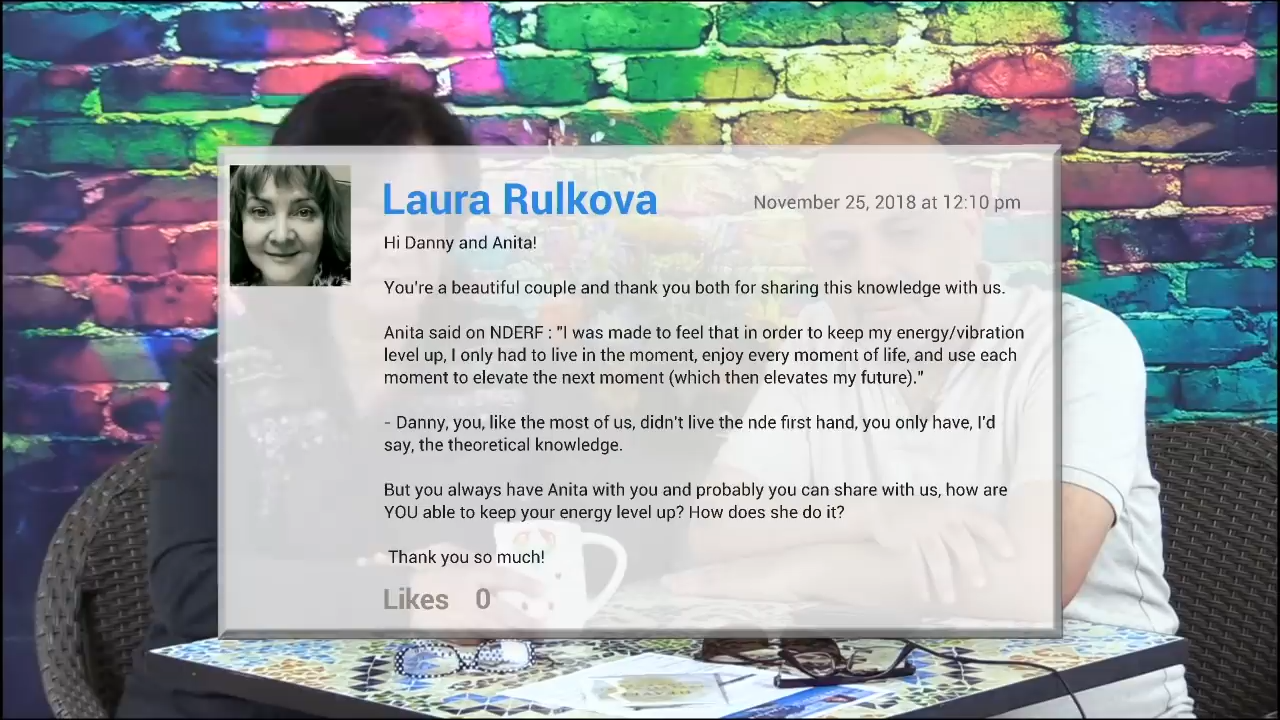 Laura Rulkova
November 25, 2018 at 12:10 pm
Hi Danny and Anita!
You're a beautiful couple and thank you both for sharing this knowledge with us.
Anita said on NDERF : "I was made to feel that in order to keep my energy/vibration
level up, I only had to live in the moment, enjoy every moment of life, and use each
moment to elevate the next moment (which then elevates my future)."
- Danny, you, like the most of us, didn't live the nde first hand, you only have, I'd
say, the theoretical knowledge.
But you always have Anita with you and probably you can share with us, how are
YOU able to keep your energy level up? How does she do it?
Thank you so much!
Likes 0